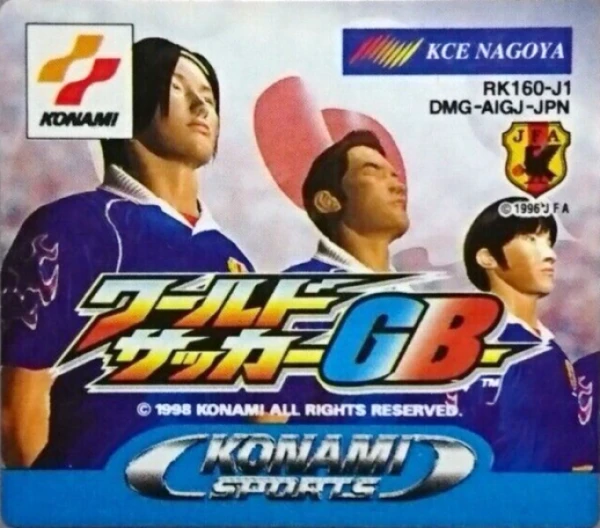 KONAMI
KCE NAGOYA
RK160-J1
DMG-AIGJ-JPN
JFA
©1996 J F A
ワールド
サッカーGB
TM
© 1998 KONAMI ALL RIGHTS RESERVED.
KONAMI
SPORTS